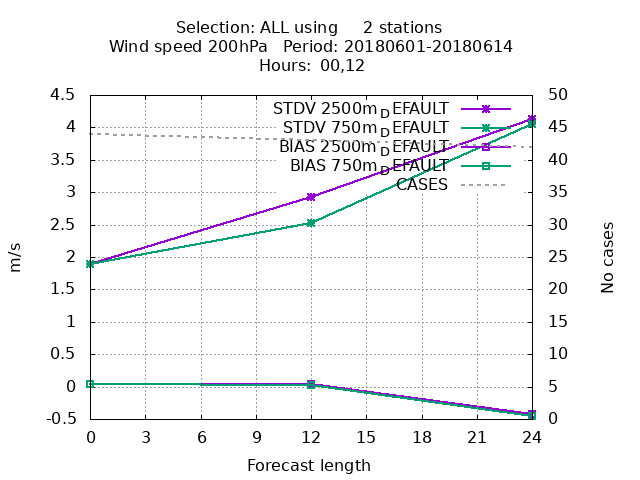 Selection: ALL using 2 stations
Wind speed 200hPa Period: 20180601-20180614
Hours: 00,12
STDV 2500m_DEFAULT
STDV 750m_DEFAULT
BIAS 2500m_DEFAULT
BIAS 750m_DEFAULT
CASES
4.5
4
3.5
3
2.5
2
1.5
1
0.5
0
-0.5
m/s
50
45
40
35
30
25
20
15
10
5
0
No cases
0 3 6 9 12 15 18 21 24
Forecast length